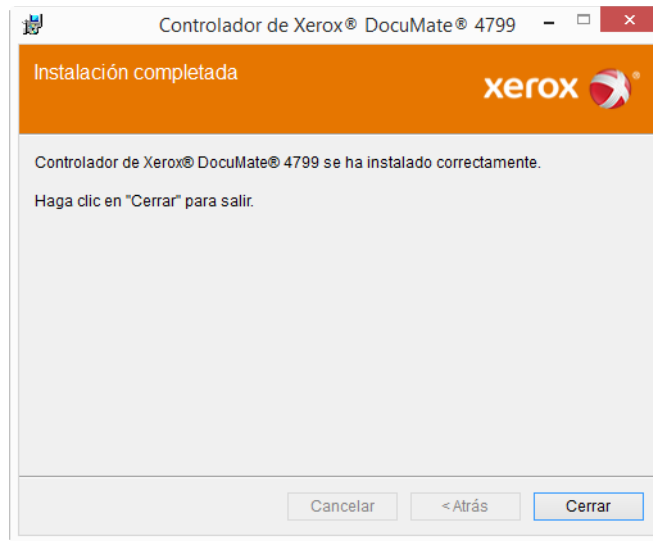 Controlador de Xerox® DocuMate® 4799
Instalación completada
xerox
Controlador de Xerox® DocuMate® 4799 se ha instalado correctamente.
Haga clic en "Cerrar" para salir.
Cancelar
< Atrás
Cerrar